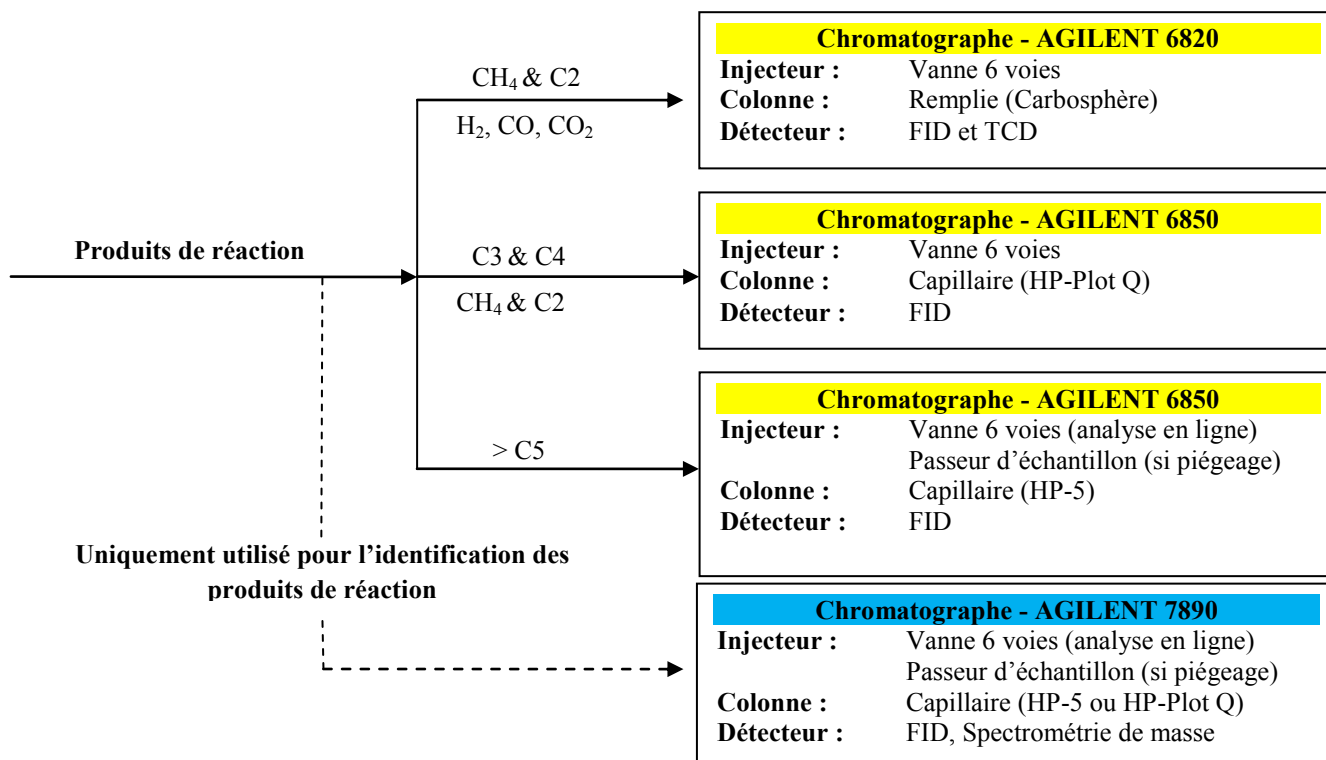 Produits de réaction
CH₄ & C2
H₂, CO, CO₂
C3 & C4
CH₄ & C2
> C5
Uniquement utilisé pour l'identification des
produits de réaction
Chromatographe - AGILENT 6820
Injecteur : Vanne 6 voies
Colonne : Remplie (Carbosphère)
Détecteur : FID et TCD
Chromatographe - AGILENT 6850
Injecteur : Vanne 6 voies
Colonne : Capillaire (HP-Plot Q)
Détecteur : FID
Chromatographe - AGILENT 6850
Injecteur : Vanne 6 voies (analyse en ligne)
Passeur d'échantillon (si piégeage)
Colonne : Capillaire (HP-5)
Détecteur : FID
Chromatographe - AGILENT 7890
Injecteur : Vanne 6 voies (analyse en ligne)
Passeur d'échantillon (si piégeage)
Colonne : Capillaire (HP-5 ou HP-Plot Q)
Détecteur : FID, Spectrométrie de masse